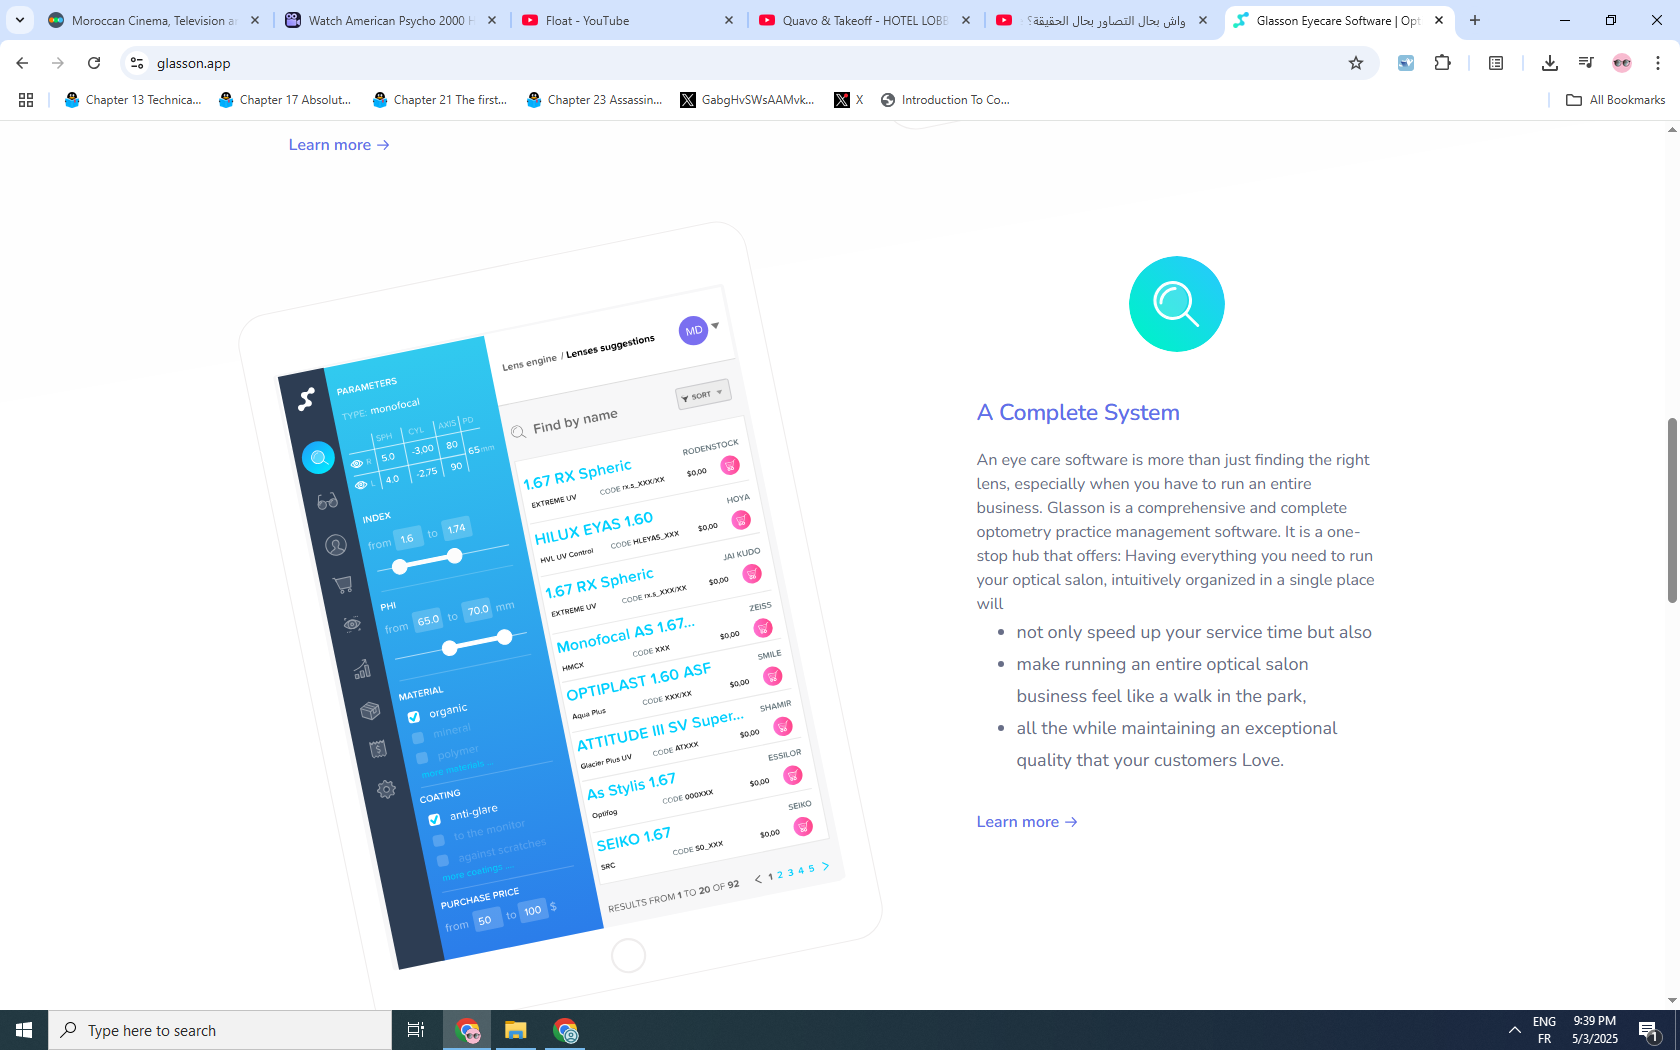 Moroccan Cinema, Television a
Watch American Psycho 2000 H
Float - YouTube
Quavo & Takeoff - HOTEL LOBB
واش بحال التصاور بحال الحقيقة؟
Glasson Eyecare Software | Opt
glasson.app
Chapter 13 Technica...
Chapter 17 Absolut...
Chapter 21 The first...
Chapter 23 Assassin...
GabgHvSWsAAMvk...
X
Introduction To Co...
All Bookmarks
Learn more →
PARAMETERS
TYPE: monofocal
SPH CYL AXIS PD
R 5.0 -3,00 80
65 mm
L 4.0 -2,75 90
INDEX
from 1.6 to 1.74
PHI
from 65.0 to 70.0 mm
MATERIAL
organic
mineral
polymer
more materials...
COATING
anti-glare
to the monitor
against scratches
more coatings...
PURCHASE PRICE
from 50 to 100 $
MD
Lens engine / Lenses suggestions
SORT
Find by name
RODENSTOCK
1.67 RX Spheric
EXTREME UV CODE rx.s_XXX/XX $0,00
HOYA
HILUX EYAS 1.60
HVL UV Control CODE HLEYAS_XXX $0,00
JAI KUDO
1.67 RX Spheric
EXTREME UV CODE rx.s_XXX/XX $0,00
ZEISS
Monofocal AS 1.67...
HMCX CODE XXX $0,00
SMILE
OPTIPLAST 1.60 ASF
Aqua Plus CODE XXX/XX $0,00
SHAMIR
ATTITUDE III SV Super...
Glacier Plus UV CODE ATXXX $0,00
ESSILOR
As Stylis 1.67
Optifog CODE 000XXX $0,00
SEIKO
SEIKO 1.67
SRC CODE S0_XXX $0,00
RESULTS FROM 1 TO 20 OF 92 < 1 2 3 4 5 >
A Complete System
An eye care software is more than just finding the right
lens, especially when you have to run an entire
business. Glasson is a comprehensive and complete
optometry practice management software. It is a one-
stop hub that offers: Having everything you need to run
your optical salon, intuitively organized in a single place
will
• not only speed up your service time but also
• make running an entire optical salon
business feel like a walk in the park,
• all the while maintaining an exceptional
quality that your customers Love.
Learn more →
Type here to search
ENG
FR
9:39 PM
5/3/2025
1